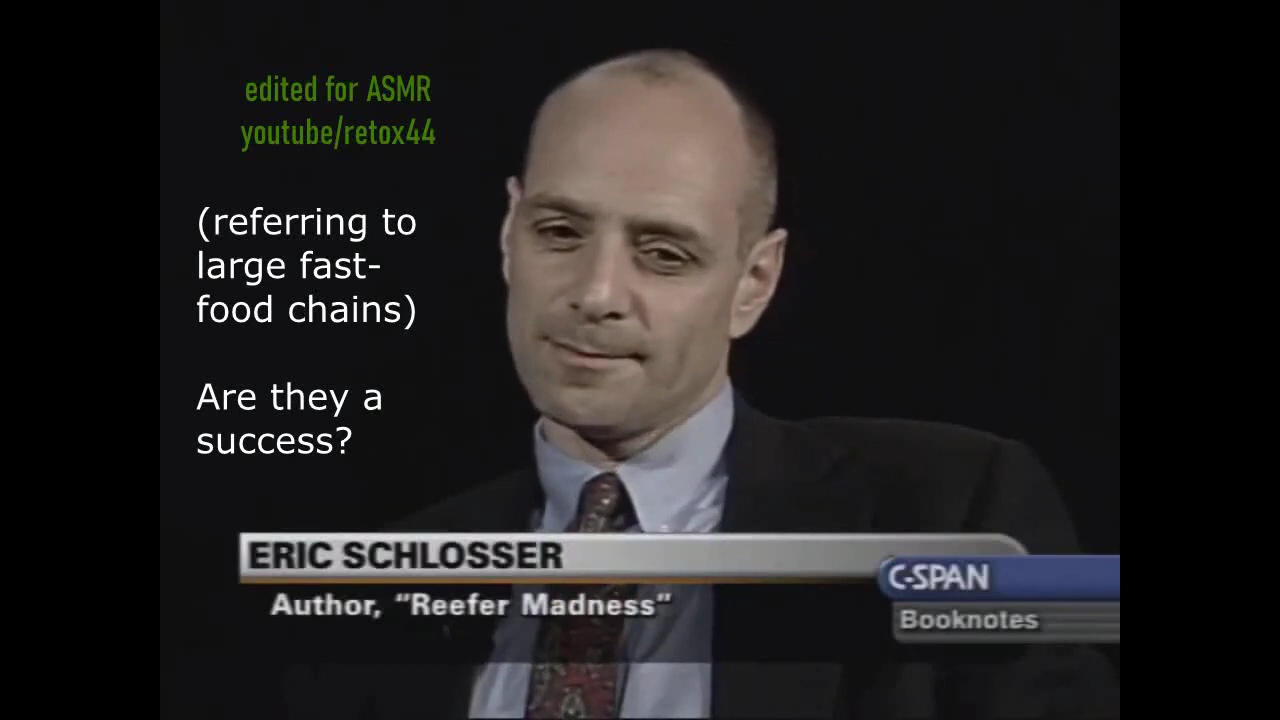 edited for ASMR
youtube/retox44
(referring to
large fast-
food chains)
Are they a
success?
ERIC SCHLOSSER
Author, “Reefer Madness”
C-SPAN
Booknotes